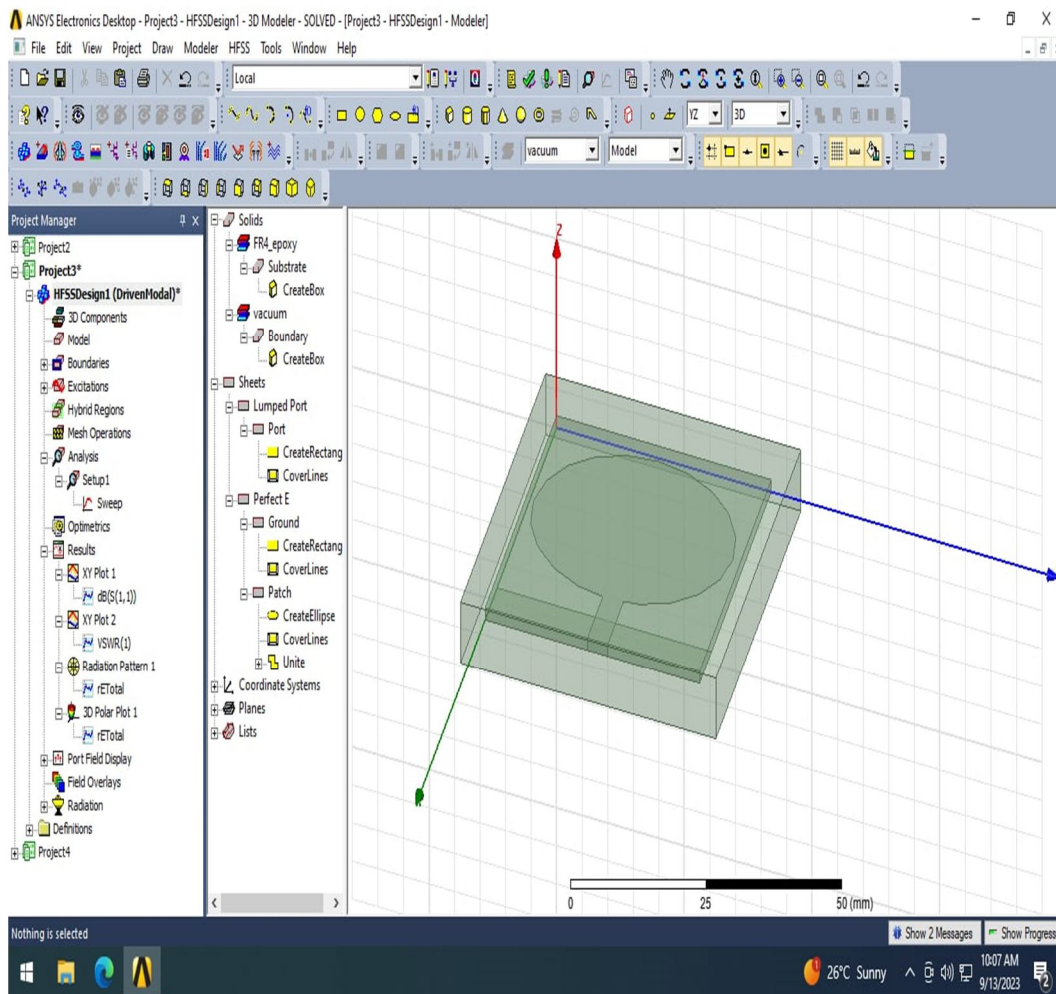 ANSYS Electronics Desktop - Project3 - HFSSDesign1 - 3D Modeler - SOLVED - [Project3 - HFSSDesign1 - Modeler]
File Edit View Project Draw Modeler HFSS Tools Window Help
Local
YZ 3D
vacuum Model
Project Manager
Project2
Project3*
HFSSDesign1 (DrivenModal)*
3D Components
Model
Boundaries
Excitations
Hybrid Regions
Mesh Operations
Analysis
Setup1
Sweep
Optimetrics
Results
XY Plot 1
dB(S(1,1))
XY Plot 2
VSWR(1)
Radiation Pattern 1
rETotal
3D Polar Plot 1
rETotal
Port Field Display
Field Overlays
Radiation
Definitions
Project4
Solids
FR4_epoxy
Substrate
CreateBox
vacuum
Boundary
CreateBox
Sheets
Lumped Port
Port
CreateRectang
CoverLines
Perfect E
Ground
CreateRectang
CoverLines
Patch
CreateEllipse
CoverLines
Unite
Coordinate Systems
Planes
Lists
Z
0 25 50 (mm)
Nothing is selected
Show 2 Messages Show Progress
1
26°C Sunny
10:07 AM
9/13/2023
2